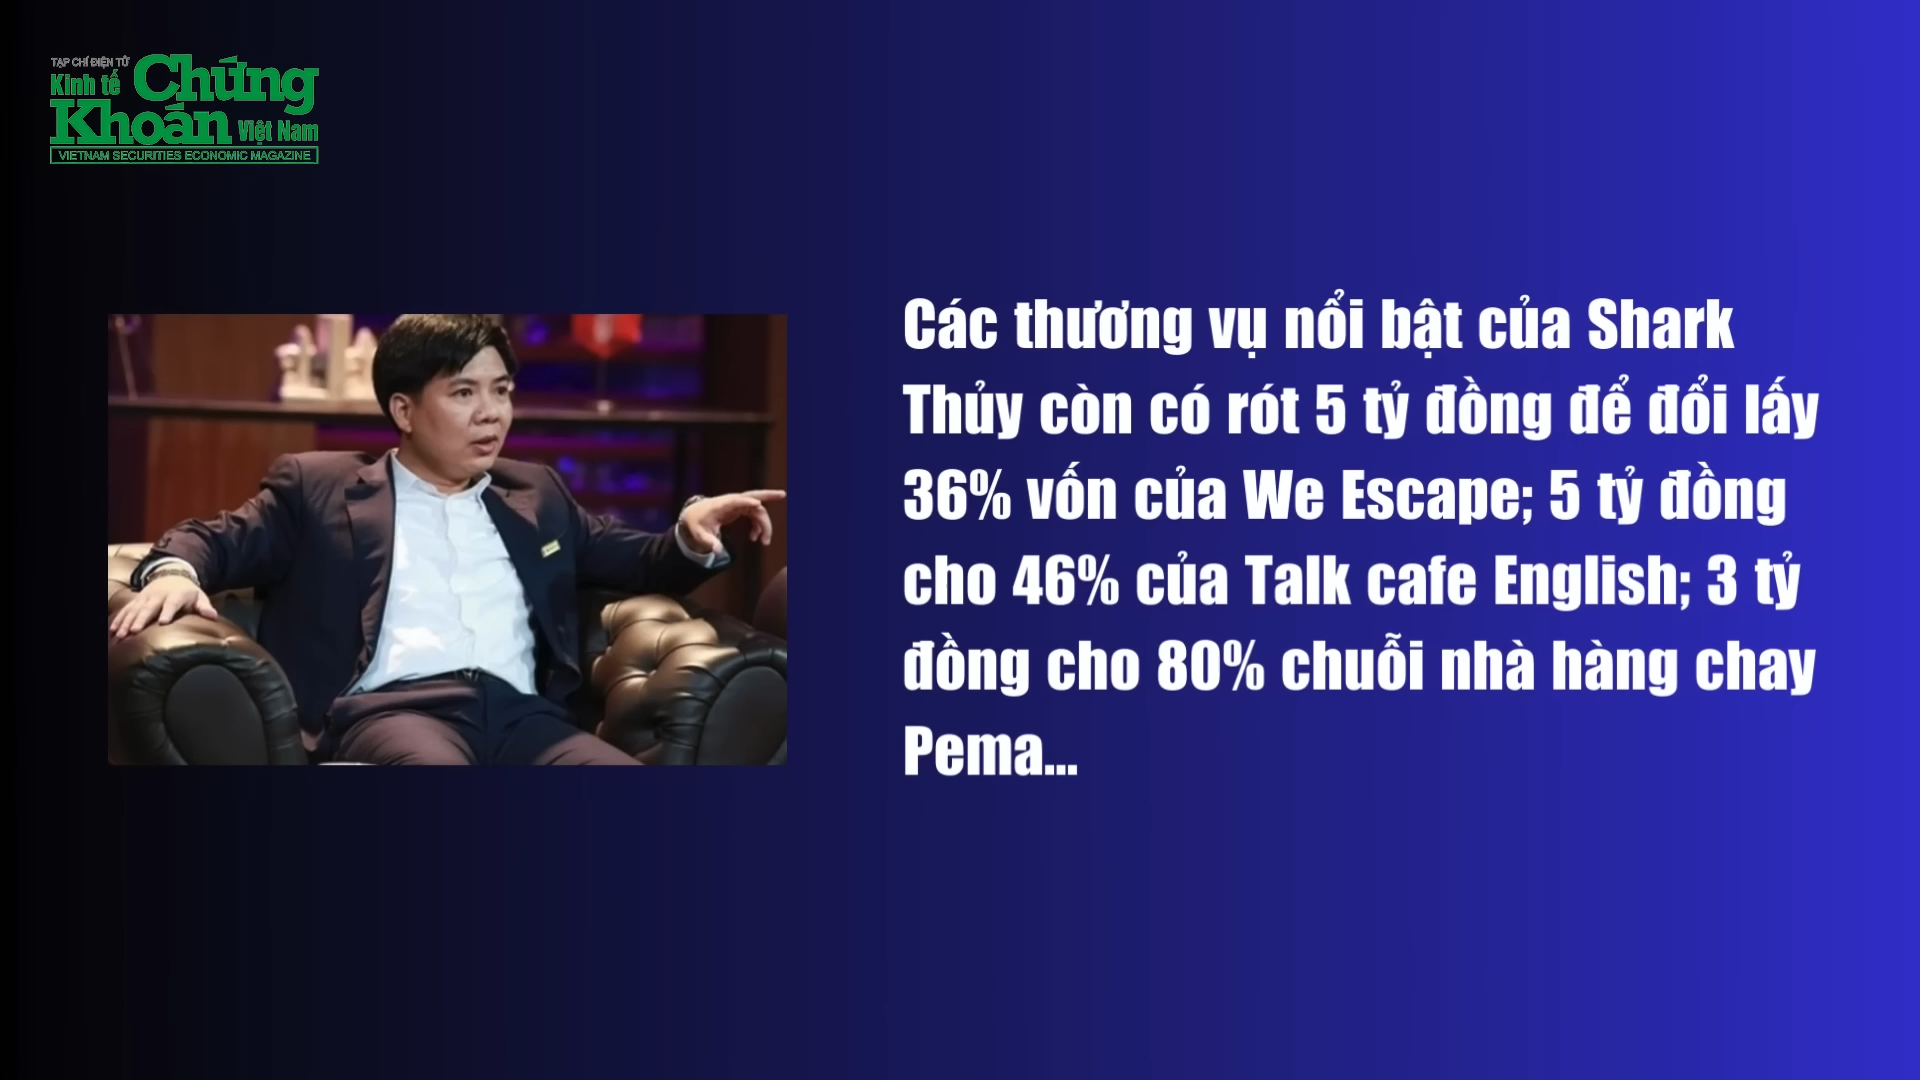 TẠP CHÍ ĐIỆN TỬ
Kinh tế Chứng
Khoán Việt Nam
VIETNAM SECURITIES ECONOMIC MAGAZINE
Các thương vụ nổi bật của Shark
Thủy còn có rót 5 tỷ đồng để đổi lấy
36% vốn của We Escape; 5 tỷ đồng
cho 46% của Talk cafe English; 3 tỷ
đồng cho 80% chuỗi nhà hàng chay
Pema...